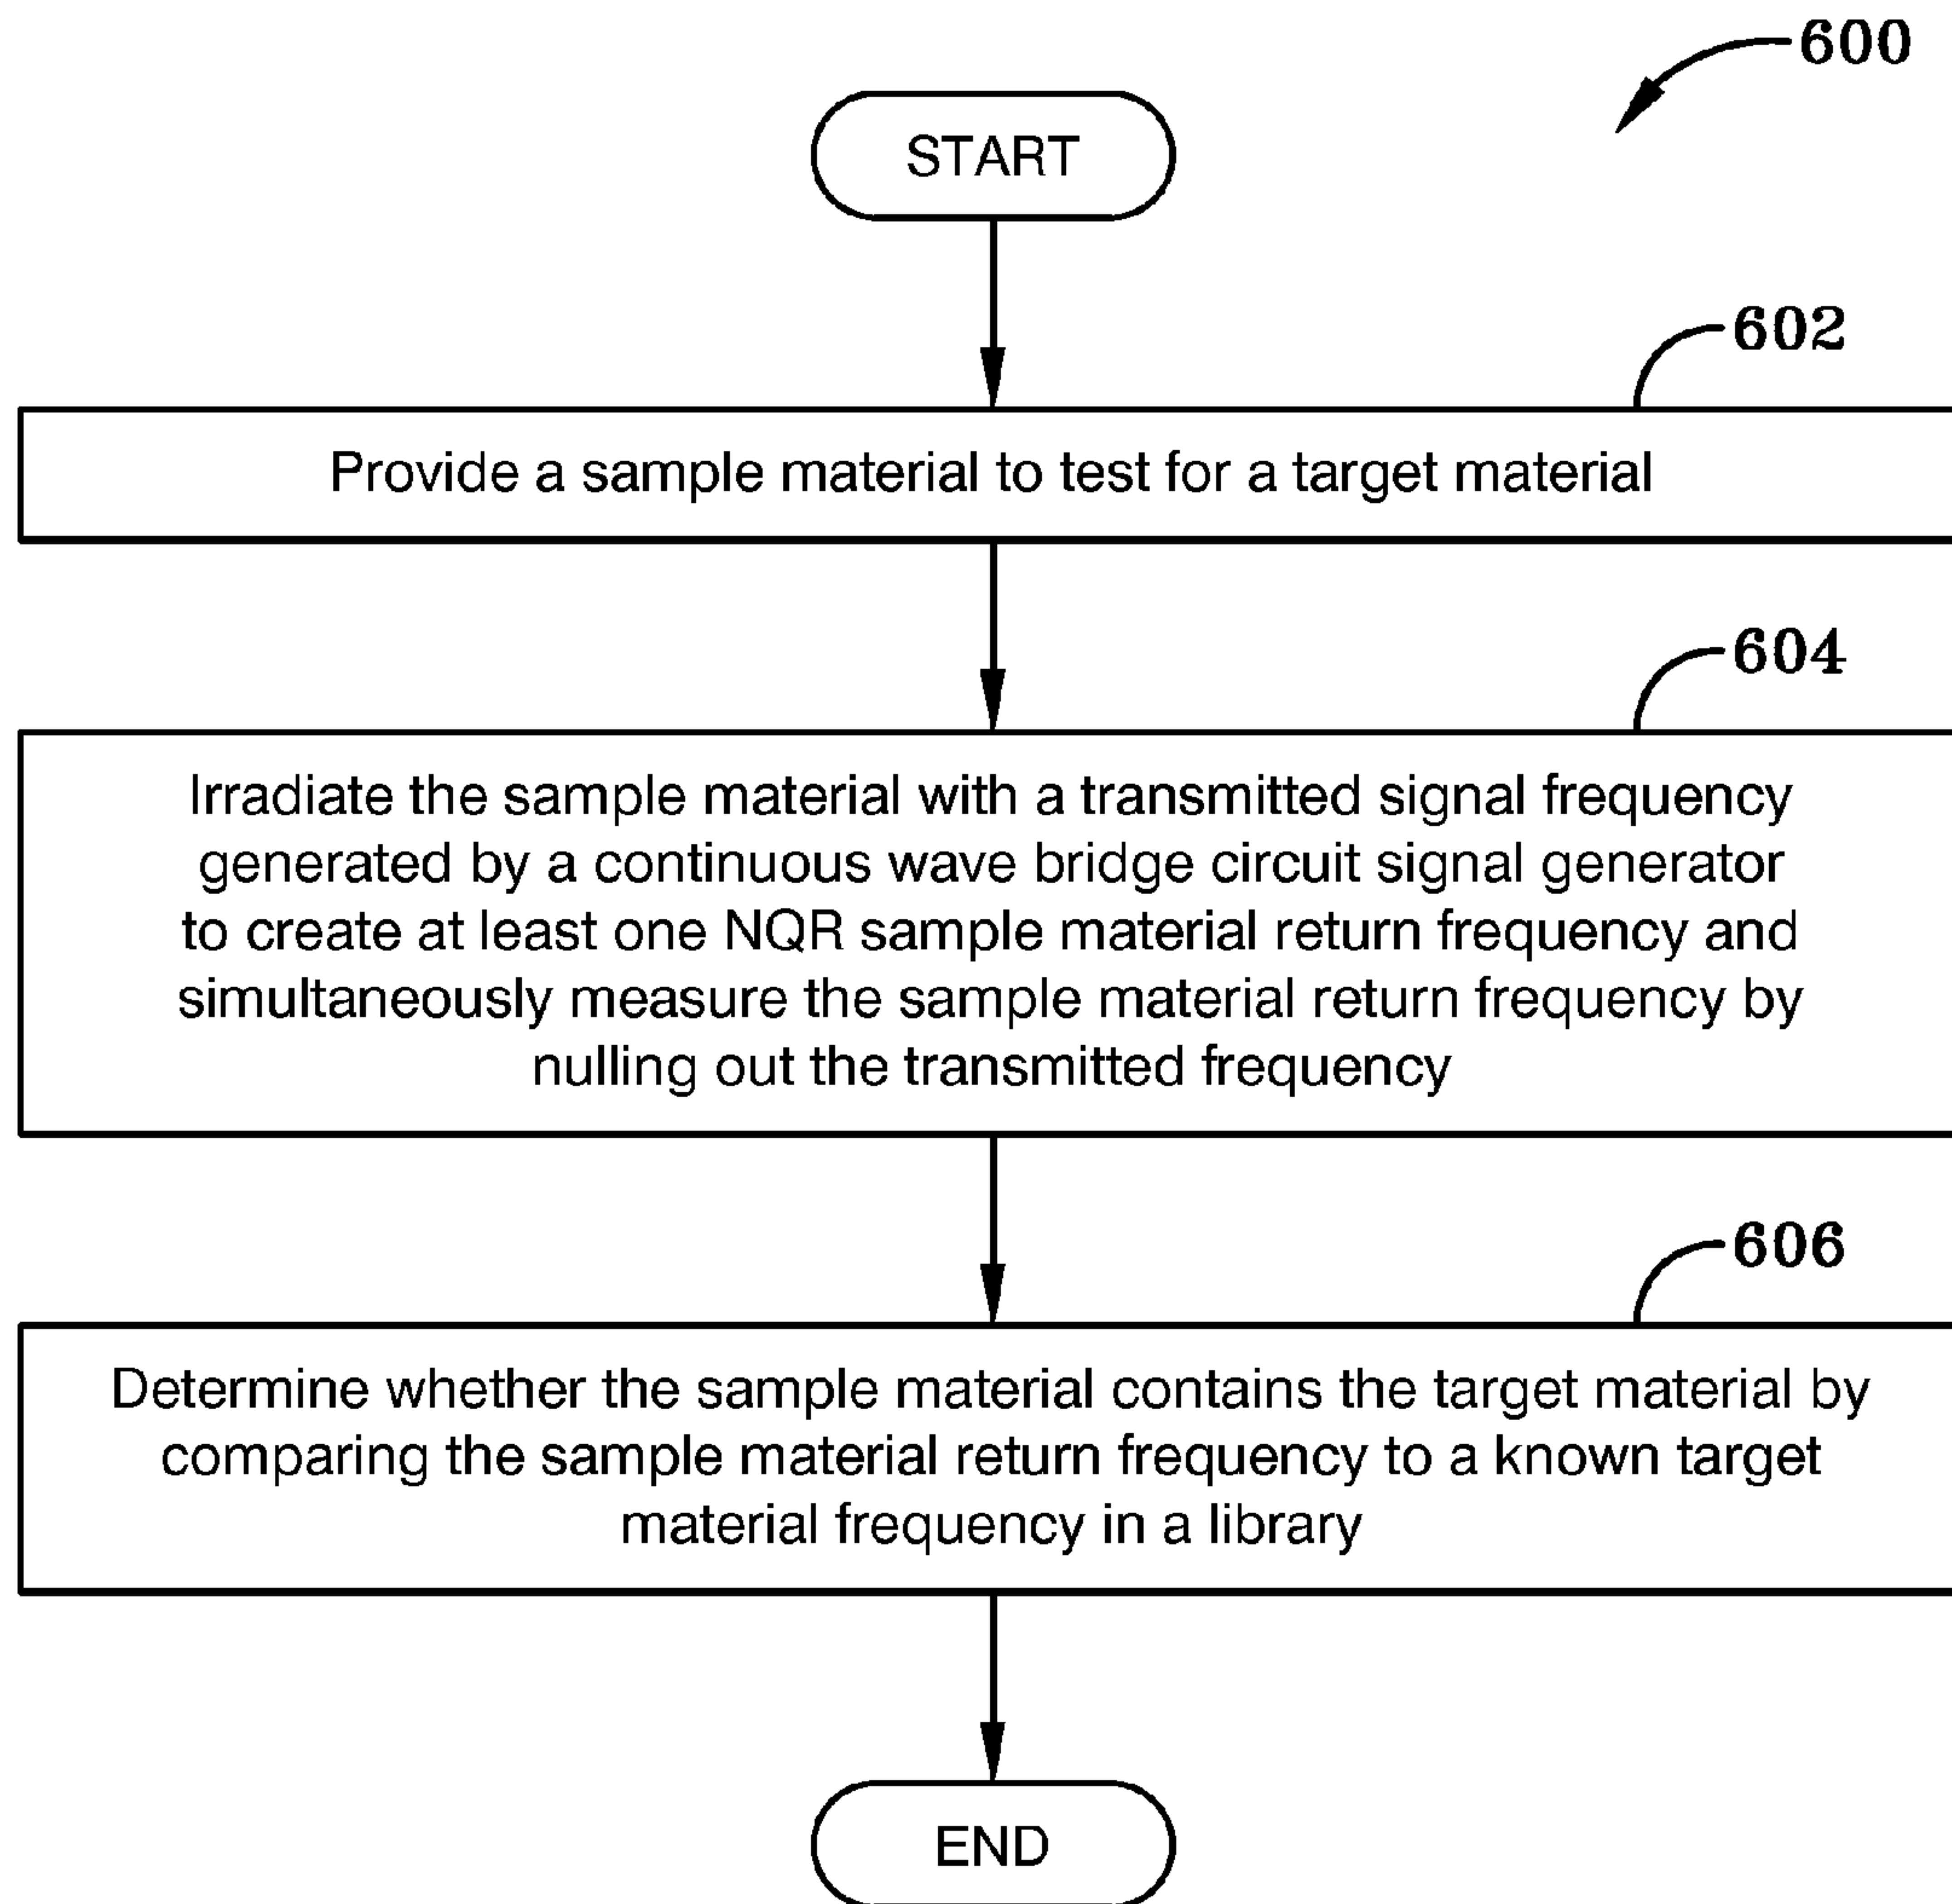 600
START
602
Provide a sample material to test for a target material
604
Irradiate the sample material with a transmitted signal frequency
generated by a continuous wave bridge circuit signal generator
to create at least one NQR sample material return frequency and
simultaneously measure the sample material return frequency by
nulling out the transmitted frequency
606
Determine whether the sample material contains the target material by
comparing the sample material return frequency to a known target
material frequency in a library
END